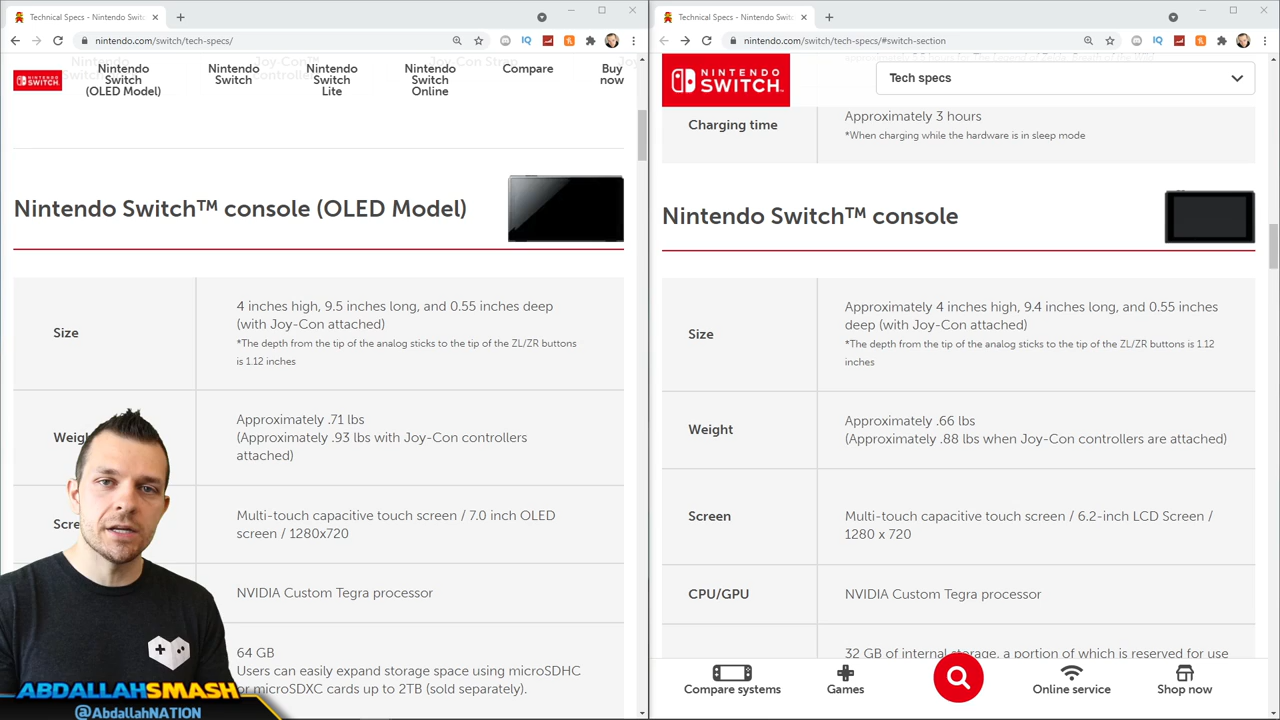 Technical Specs - Nintendo Switch
nintendo.com/switch/tech-specs/
Joy-Con™
Joy-Con Strap
Nintendo
Switch
(OLED Model)
Nintendo
Switch
Nintendo
Switch
Lite
Nintendo
Switch
Online
Compare
Buy
now
Nintendo Switch™ console (OLED Model)
Size
4 inches high, 9.5 inches long, and 0.55 inches deep
(with Joy-Con attached)
*The depth from the tip of the analog sticks to the tip of the ZL/ZR buttons
is 1.12 inches
Approximately .71 lbs
(Approximately .93 lbs with Joy-Con controllers
attached)
Multi-touch capacitive touch screen / 7.0 inch OLED
screen / 1280x720
NVIDIA Custom Tegra processor
64 GB
Users can easily expand storage space using microSDHC
or microSDXC cards up to 2TB (sold separately).
ABDALLAHSMASH
@AbdallahNATION
Technical Specs - Nintendo Switch
nintendo.com/switch/tech-specs/#switch-section
NINTENDO
SWITCH™
Tech specs
Charging time
Approximately 3 hours
*When charging while the hardware is in sleep mode
Nintendo Switch™ console
Size
Approximately 4 inches high, 9.4 inches long, and 0.55 inches
deep (with Joy-Con attached)
*The depth from the tip of the analog sticks to the tip of the ZL/ZR buttons is 1.12
inches
Weight
Approximately .66 lbs
(Approximately .88 lbs when Joy-Con controllers are attached)
Screen
Multi-touch capacitive touch screen / 6.2-inch LCD Screen /
1280 x 720
CPU/GPU
NVIDIA Custom Tegra processor
32 GB of internal storage, a portion of which is reserved for use
Compare systems
Games
Online service
Shop now